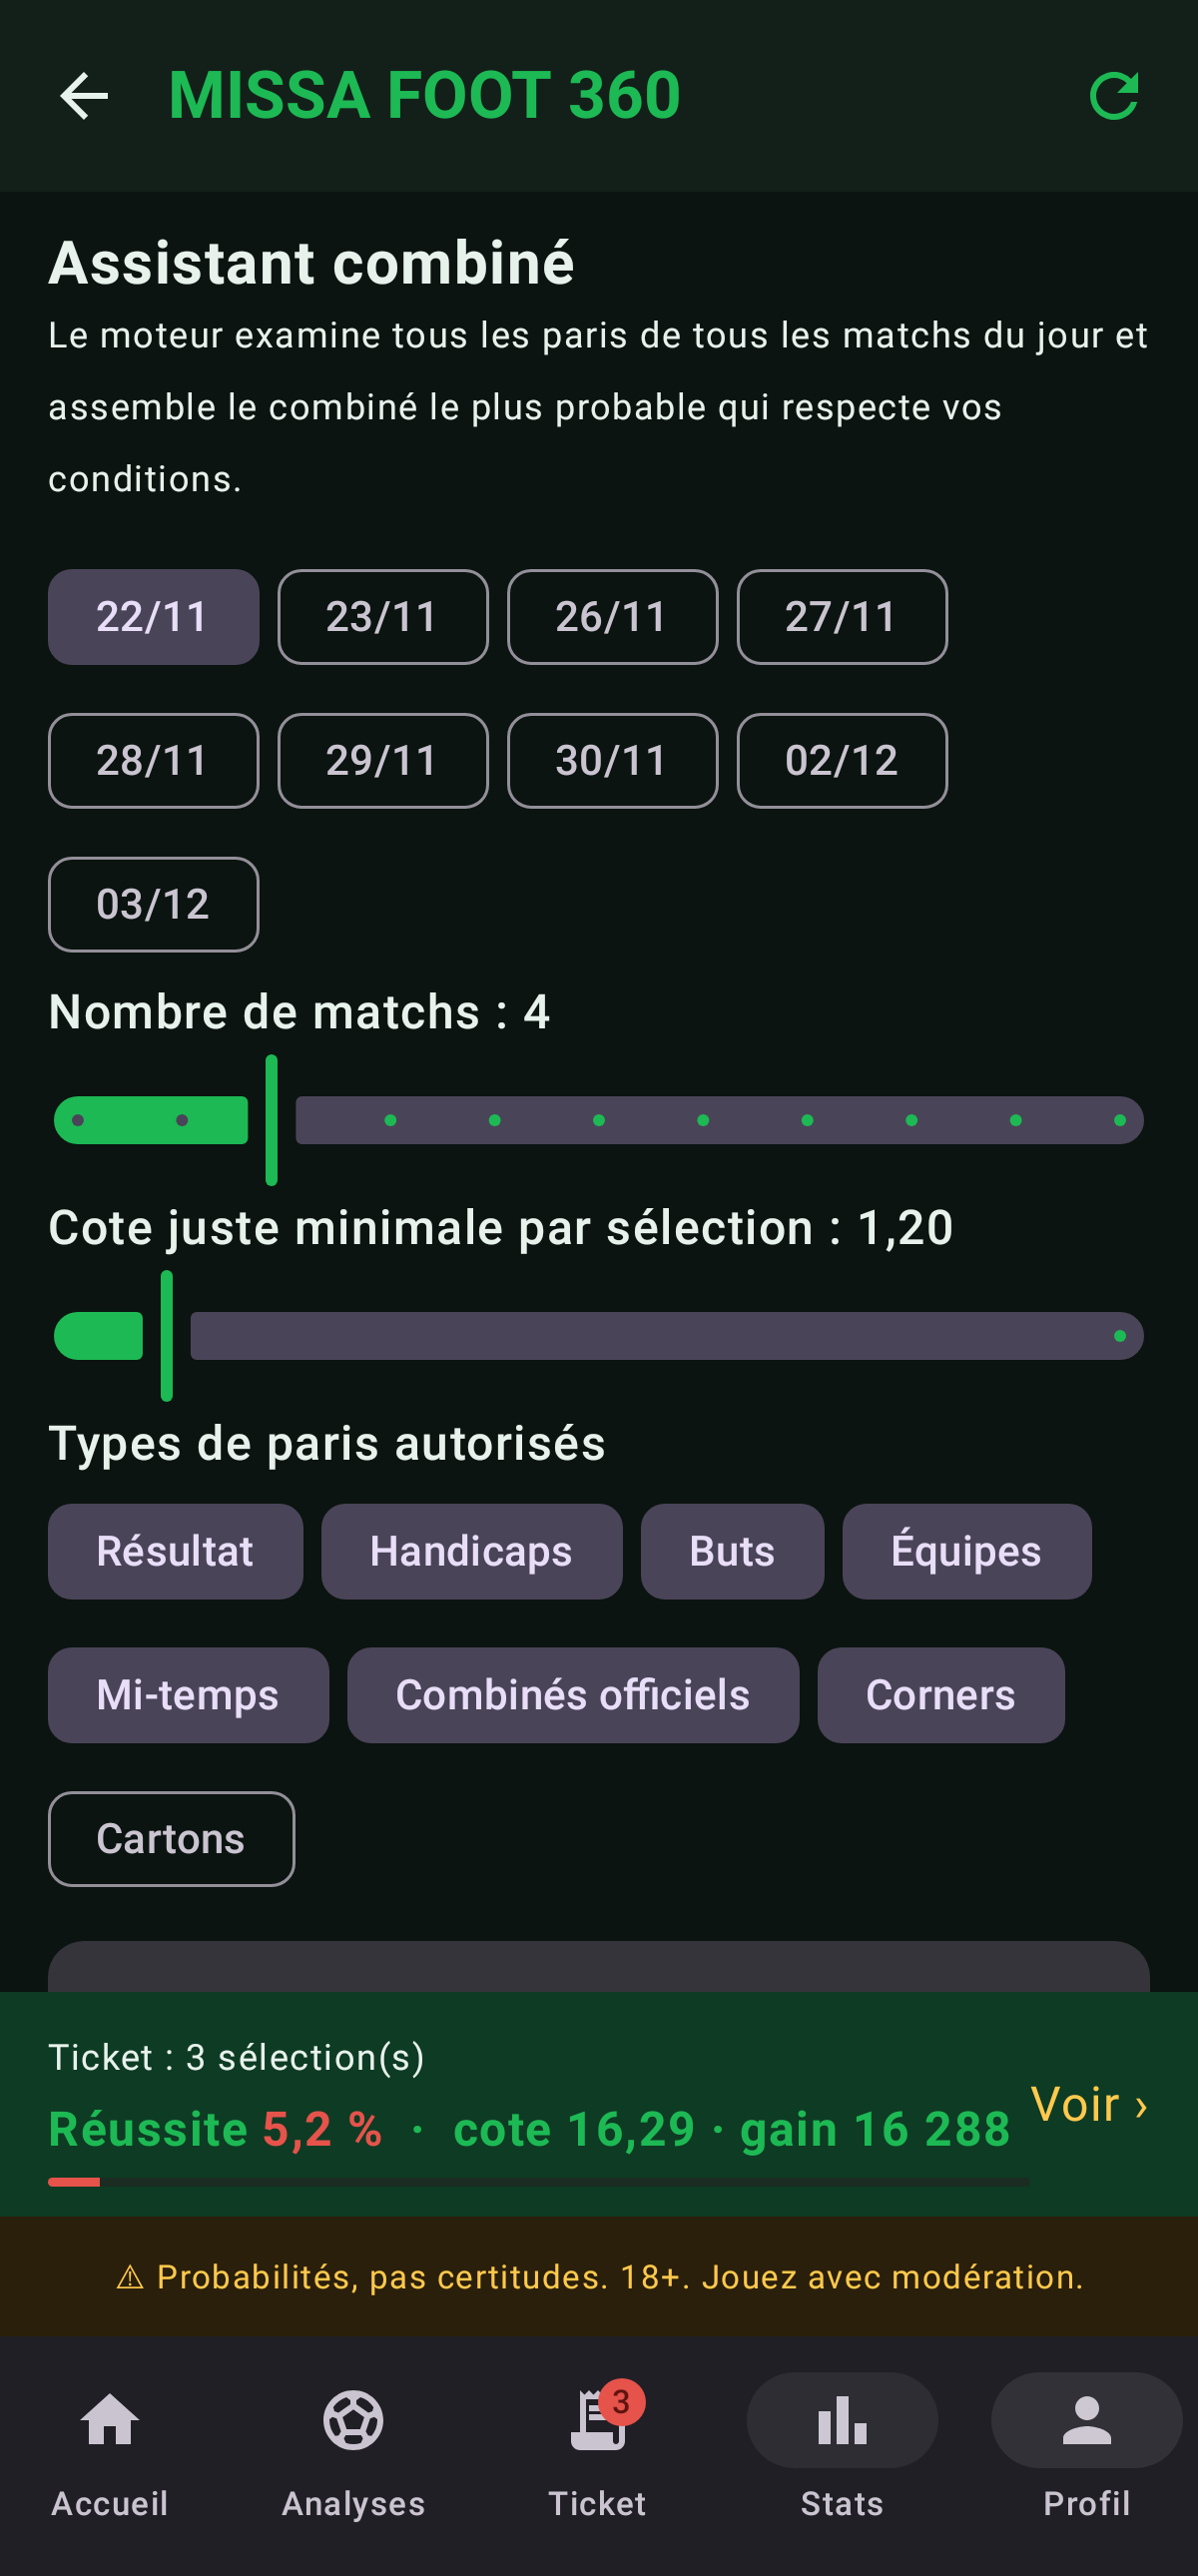 MISSA FOOT 360
Assistant combiné
Le moteur examine tous les paris de tous les matchs du jour et
assemble le combiné le plus probable qui respecte vos
conditions.
22/11 23/11 26/11 27/11
28/11 29/11 30/11 02/12
03/12
Nombre de matchs : 4
Cote juste minimale par sélection : 1,20
Types de paris autorisés
Résultat Handicaps Buts Équipes
Mi-temps Combinés officiels Corners
Cartons
Ticket : 3 sélection(s)
Réussite 5,2 % · cote 16,29 · gain 16 288
Voir ›
⚠ Probabilités, pas certitudes. 18+. Jouez avec modération.
3
Accueil Analyses Ticket Stats Profil